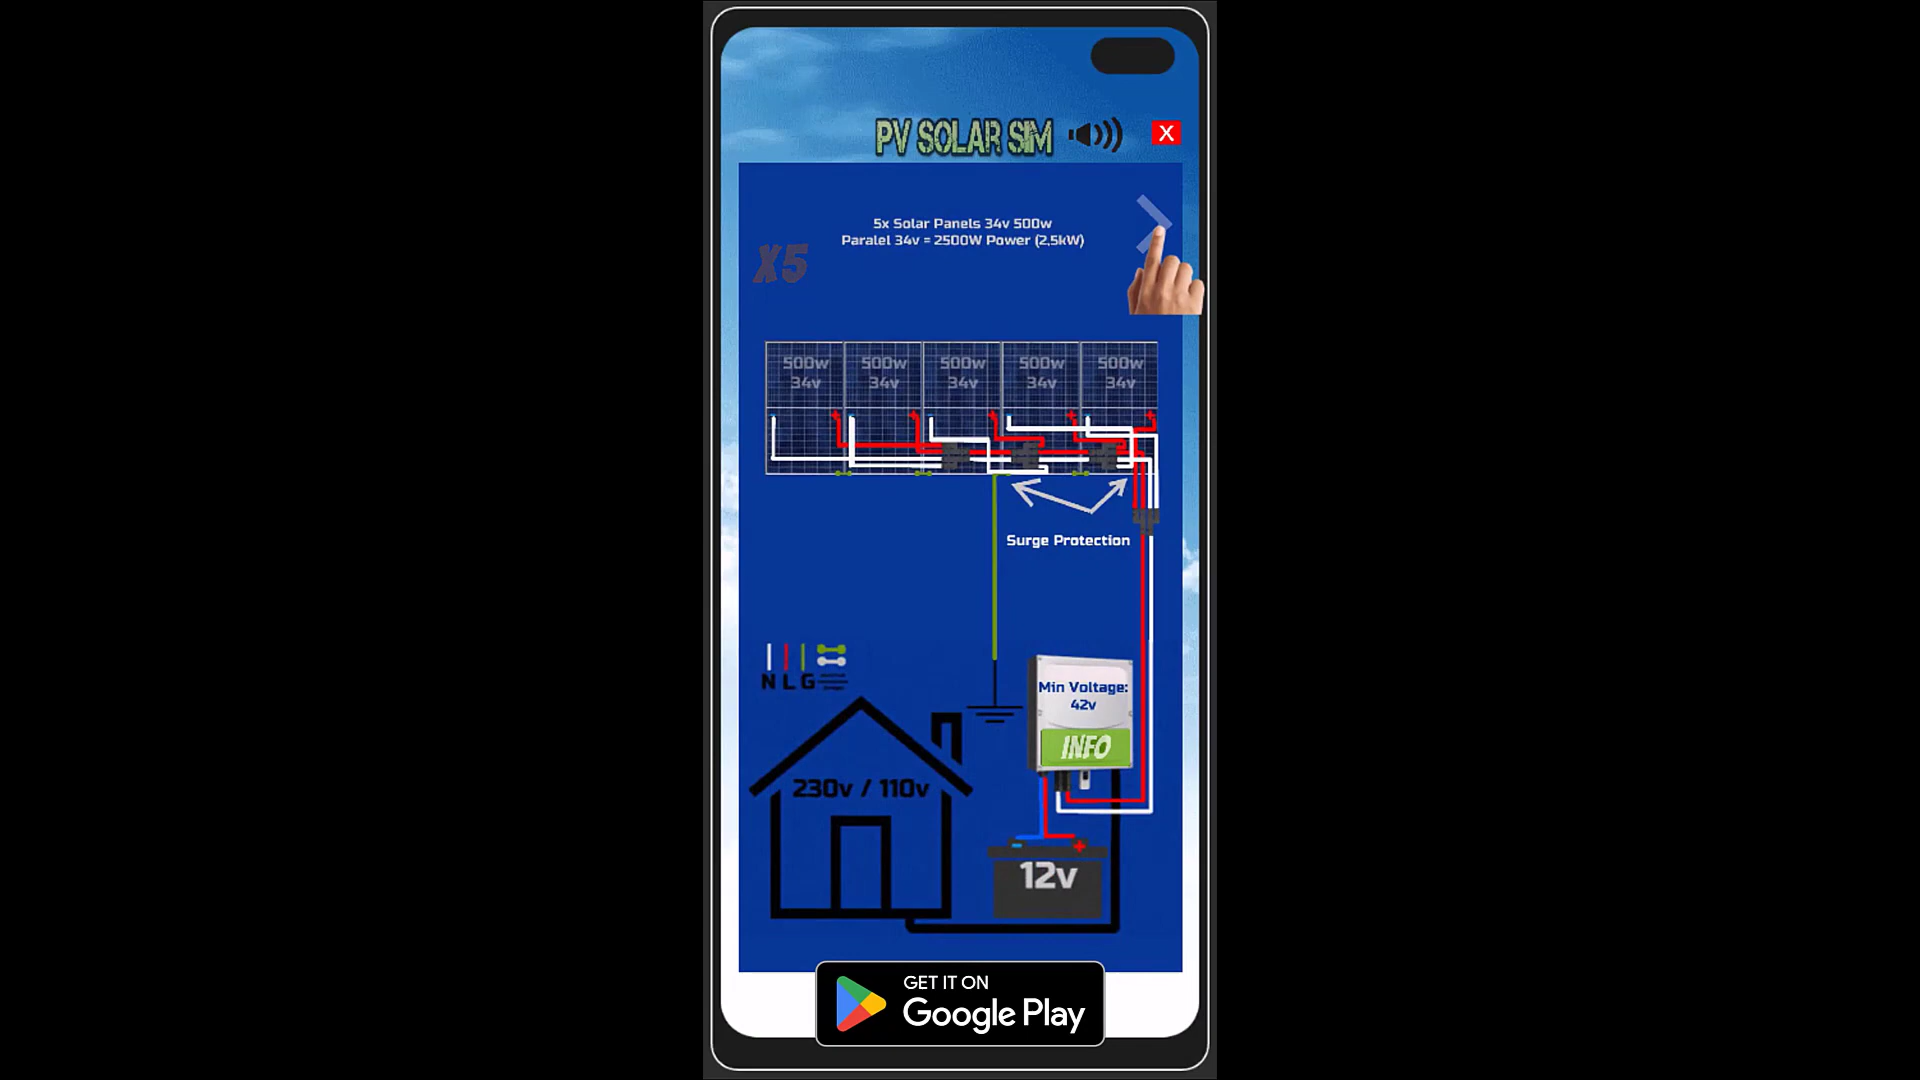 PV SOLAR SIM
X
5x Solar Panels 34v 500w
Paralel 34v = 2500W Power (2,5kW)
X5
500w 500w 500w 500w 500w
34v 34v 34v 34v 34v
Surge Protection
N L G
Min Voltage:
42v
INFO
230v / 110v
12v
GET IT ON
Google Play